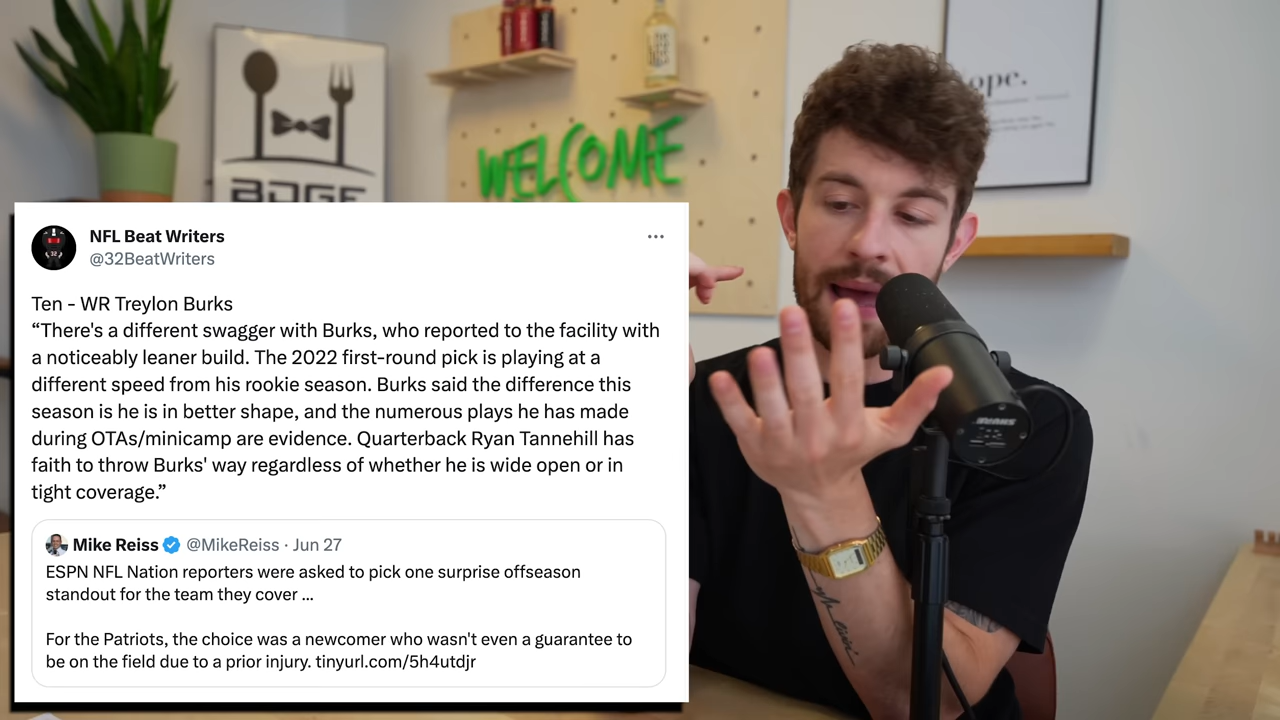 BDGE
WELCOME
ope.
NFL Beat Writers
@32BeatWriters
Ten - WR Treylon Burks
“There's a different swagger with Burks, who reported to the facility with
a noticeably leaner build. The 2022 first-round pick is playing at a
different speed from his rookie season. Burks said the difference this
season is he is in better shape, and the numerous plays he has made
during OTAs/minicamp are evidence. Quarterback Ryan Tannehill has
faith to throw Burks' way regardless of whether he is wide open or in
tight coverage.”
Mike Reiss @MikeReiss · Jun 27
ESPN NFL Nation reporters were asked to pick one surprise offseason
standout for the team they cover ...
For the Patriots, the choice was a newcomer who wasn't even a guarantee to
be on the field due to a prior injury. tinyurl.com/5h4utdjr